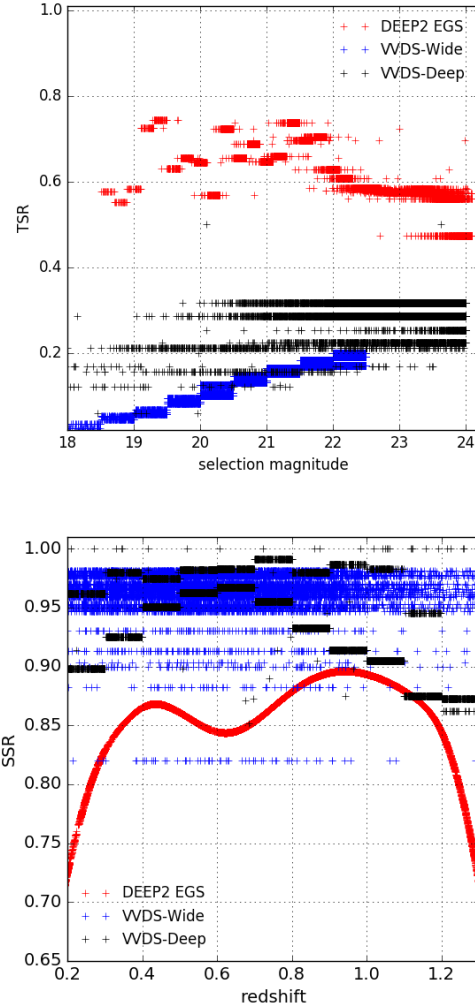 1.0
0.8
0.6
0.4
0.2
TSR
DEEP2 EGS
VVDS-Wide
VVDS-Deep
18 19 20 21 22 23 24
selection magnitude
1.00
0.95
0.90
0.85
0.80
0.75
0.70
0.65
SSR
DEEP2 EGS
VVDS-Wide
VVDS-Deep
0.2 0.4 0.6 0.8 1.0 1.2
redshift